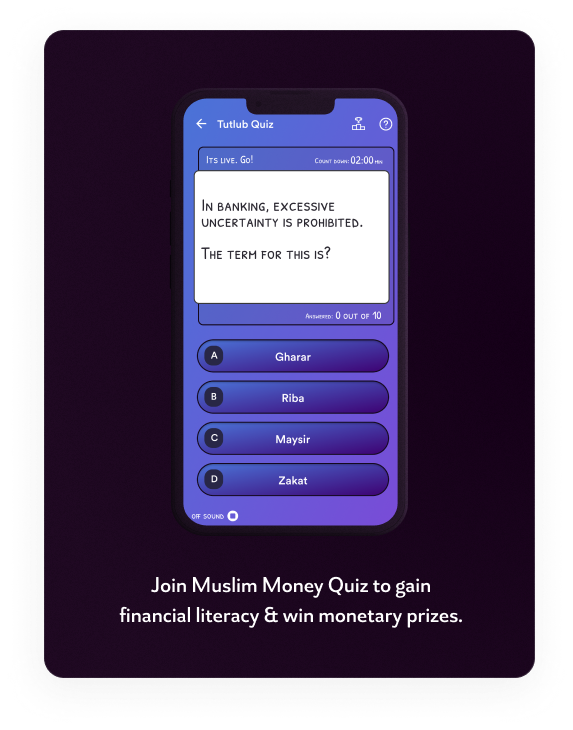 Tutlub Quiz
Its live. Go!
Count down: 02:00 min
In banking, excessive
uncertainty is prohibited.
The term for this is?
Answered: 0 out of 10
A Gharar
B Riba
C Maysir
D Zakat
OFF SOUND
Join Muslim Money Quiz to gain
financial literacy & win monetary prizes.